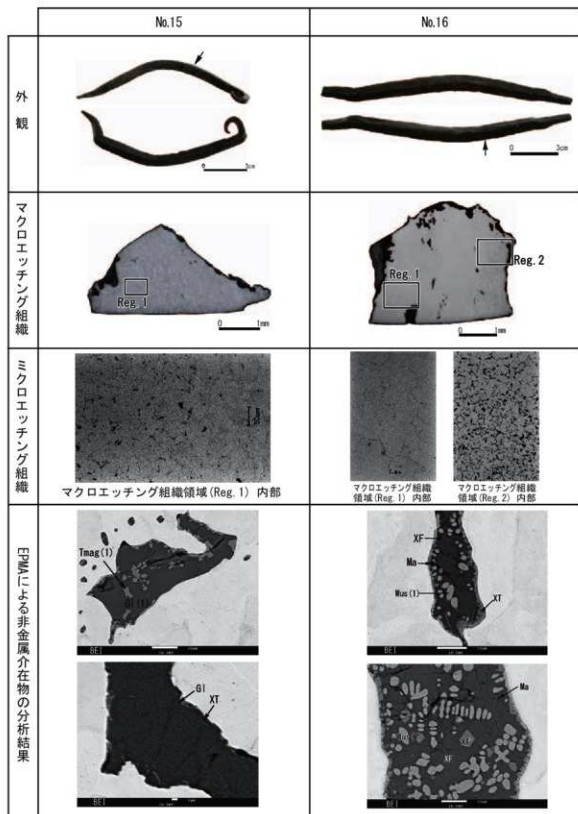 No.15
No.16
外観
0 3cm
0 3cm
マクロエッチング組織
Reg. 1
0 1mm
Reg. 1
Reg. 2
0 1mm
ミクロエッチング組織
マクロエッチング組織領域(Reg. 1) 内部
マクロエッチング組織
領域(Reg. 1) 内部
マクロエッチング組織
領域(Reg. 2) 内部
EPMAによる非金属介在物の分析結果
Tmag(1)
BEI
XF
Ma
Wus(1)
XT
BEI
Gl
XT
BEI
Ma
XF
BEI